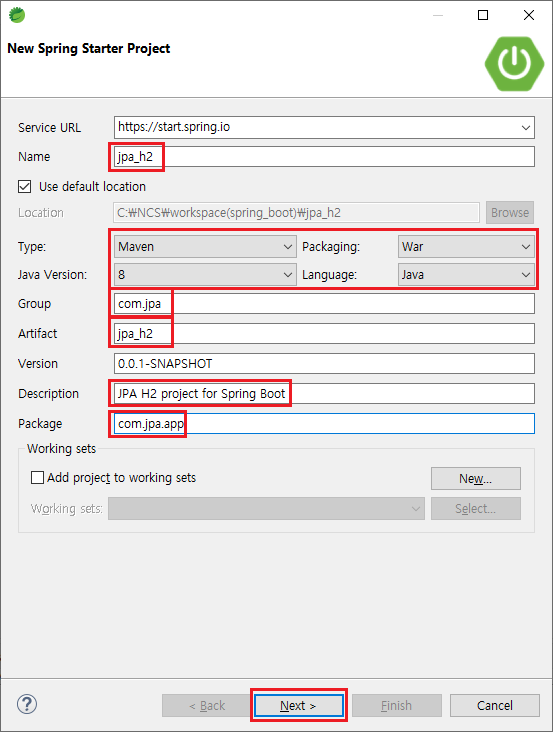 New Spring Starter Project
Service URL https://start.spring.io
Name jpa_h2
Use default location
Location C:₩NCS₩workspace(spring_boot)₩jpa_h2 Browse
Type: Maven Packaging: War
Java Version: 8 Language: Java
Group com.jpa
Artifact jpa_h2
Version 0.0.1-SNAPSHOT
Description JPA H2 project for Spring Boot
Package com.jpa.app
Working sets
Add project to working sets New...
Working sets: Select...
? < Back Next > Finish Cancel